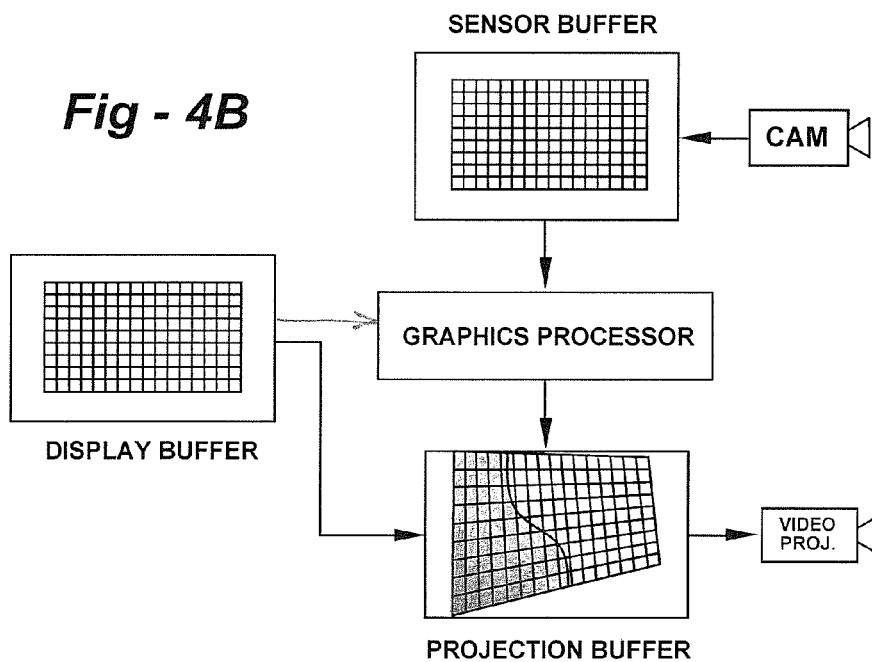 SENSOR BUFFER
Fig - 4B
CAM
GRAPHICS PROCESSOR
DISPLAY BUFFER
VIDEO
PROJ.
PROJECTION BUFFER